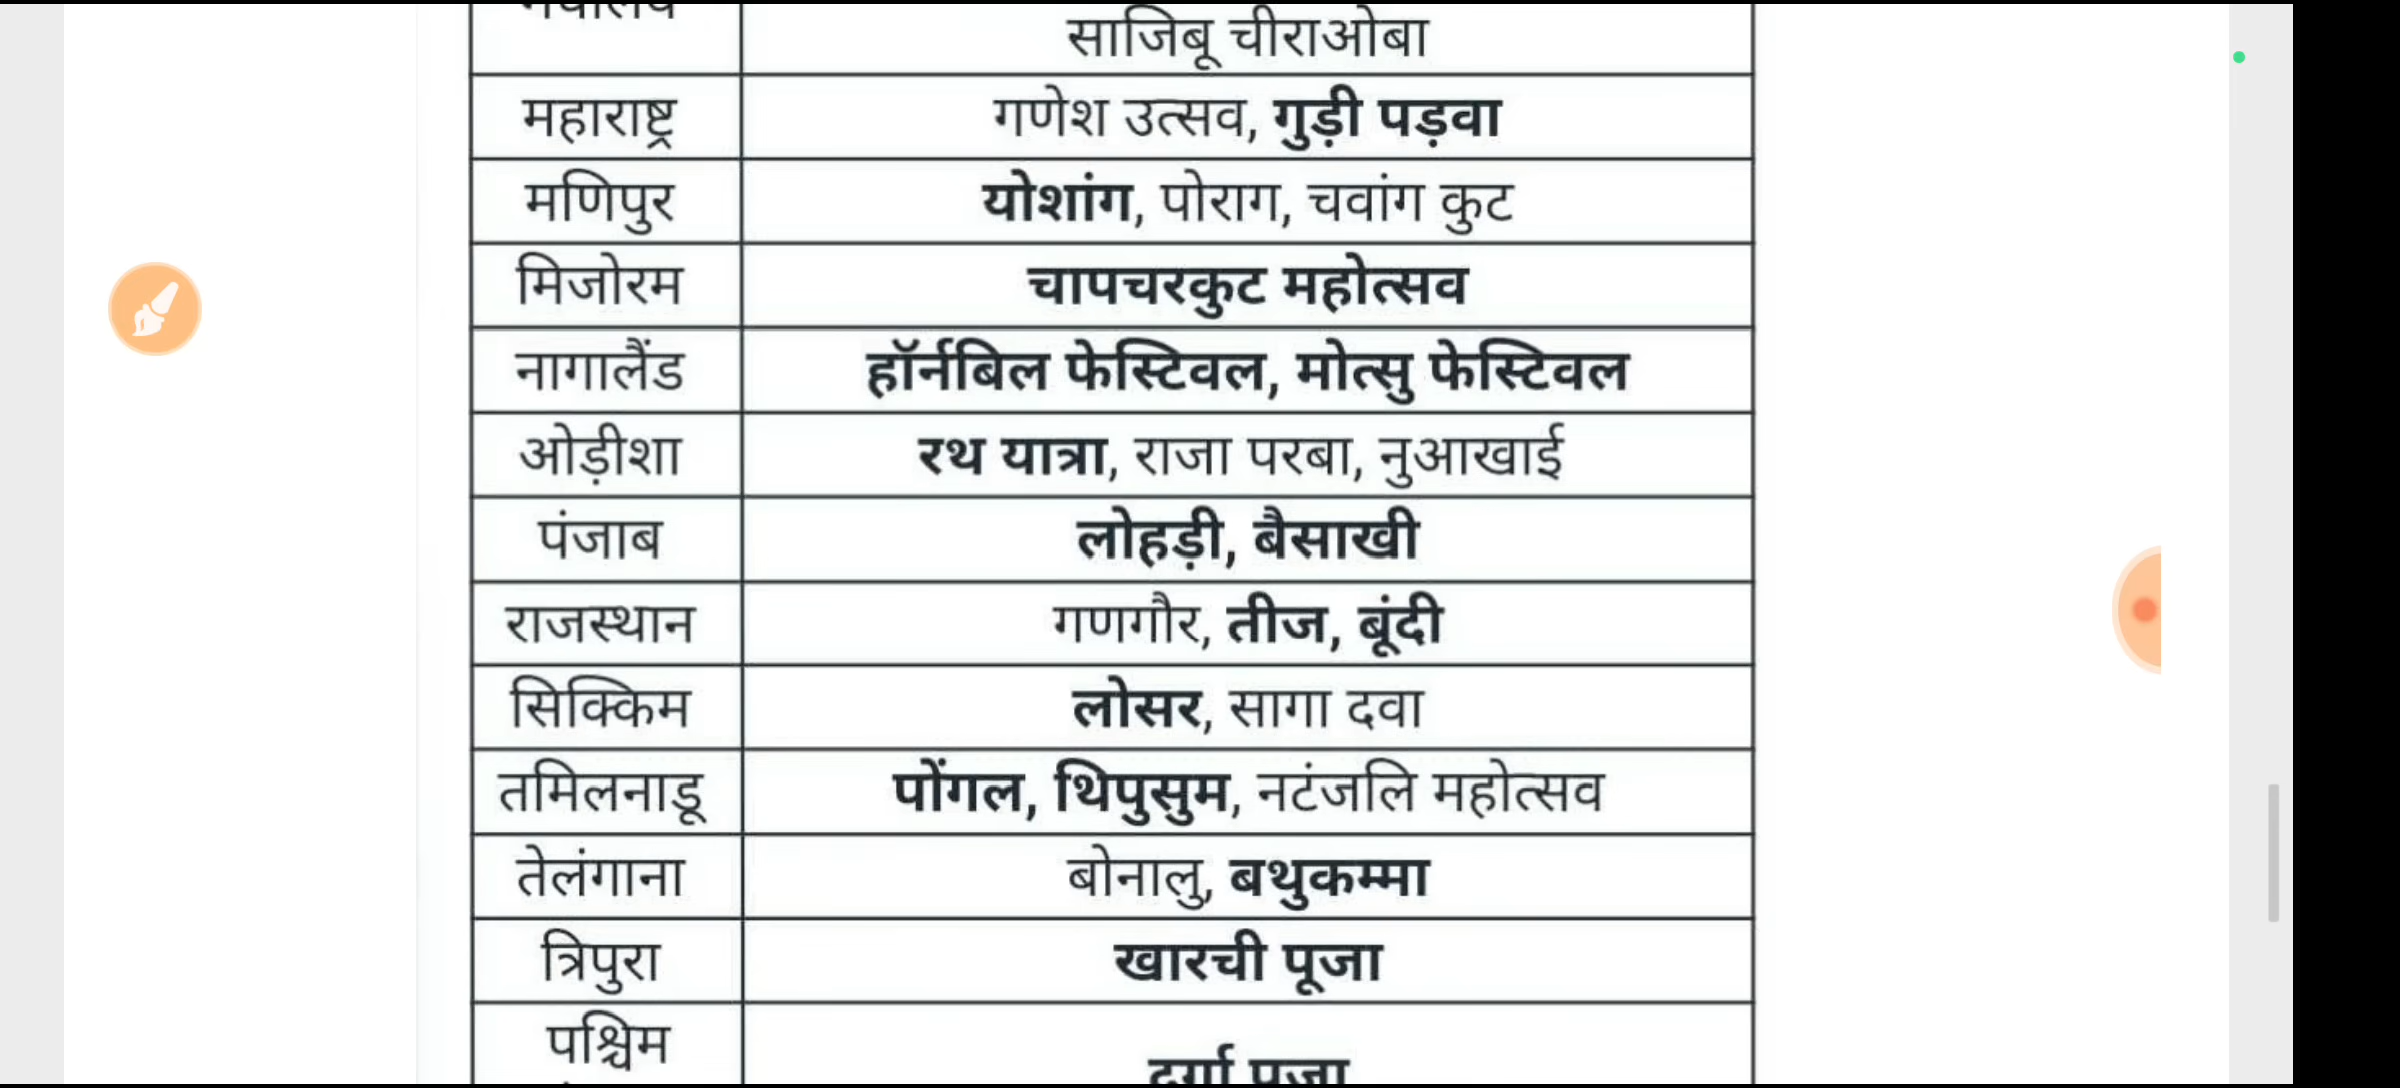 साजिबू चीराओबा
महाराष्ट्र गणेश उत्सव, गुड़ी पड़वा
मणिपुर योशांग, पोराग, चवांग कुट
मिजोरम चापचरकुट महोत्सव
नागालैंड हॉर्नबिल फेस्टिवल, मोत्सु फेस्टिवल
ओड़ीशा रथ यात्रा, राजा परबा, नुआखाई
पंजाब लोहड़ी, बैसाखी
राजस्थान गणगौर, तीज, बूंदी
सिक्किम लोसर, सागा दवा
तमिलनाडू पोंगल, थिपुसुम, नटंजलि महोत्सव
तेलंगाना बोनालु, बथुकम्मा
त्रिपुरा खारची पूजा
पश्चिम दुर्गा पूजा